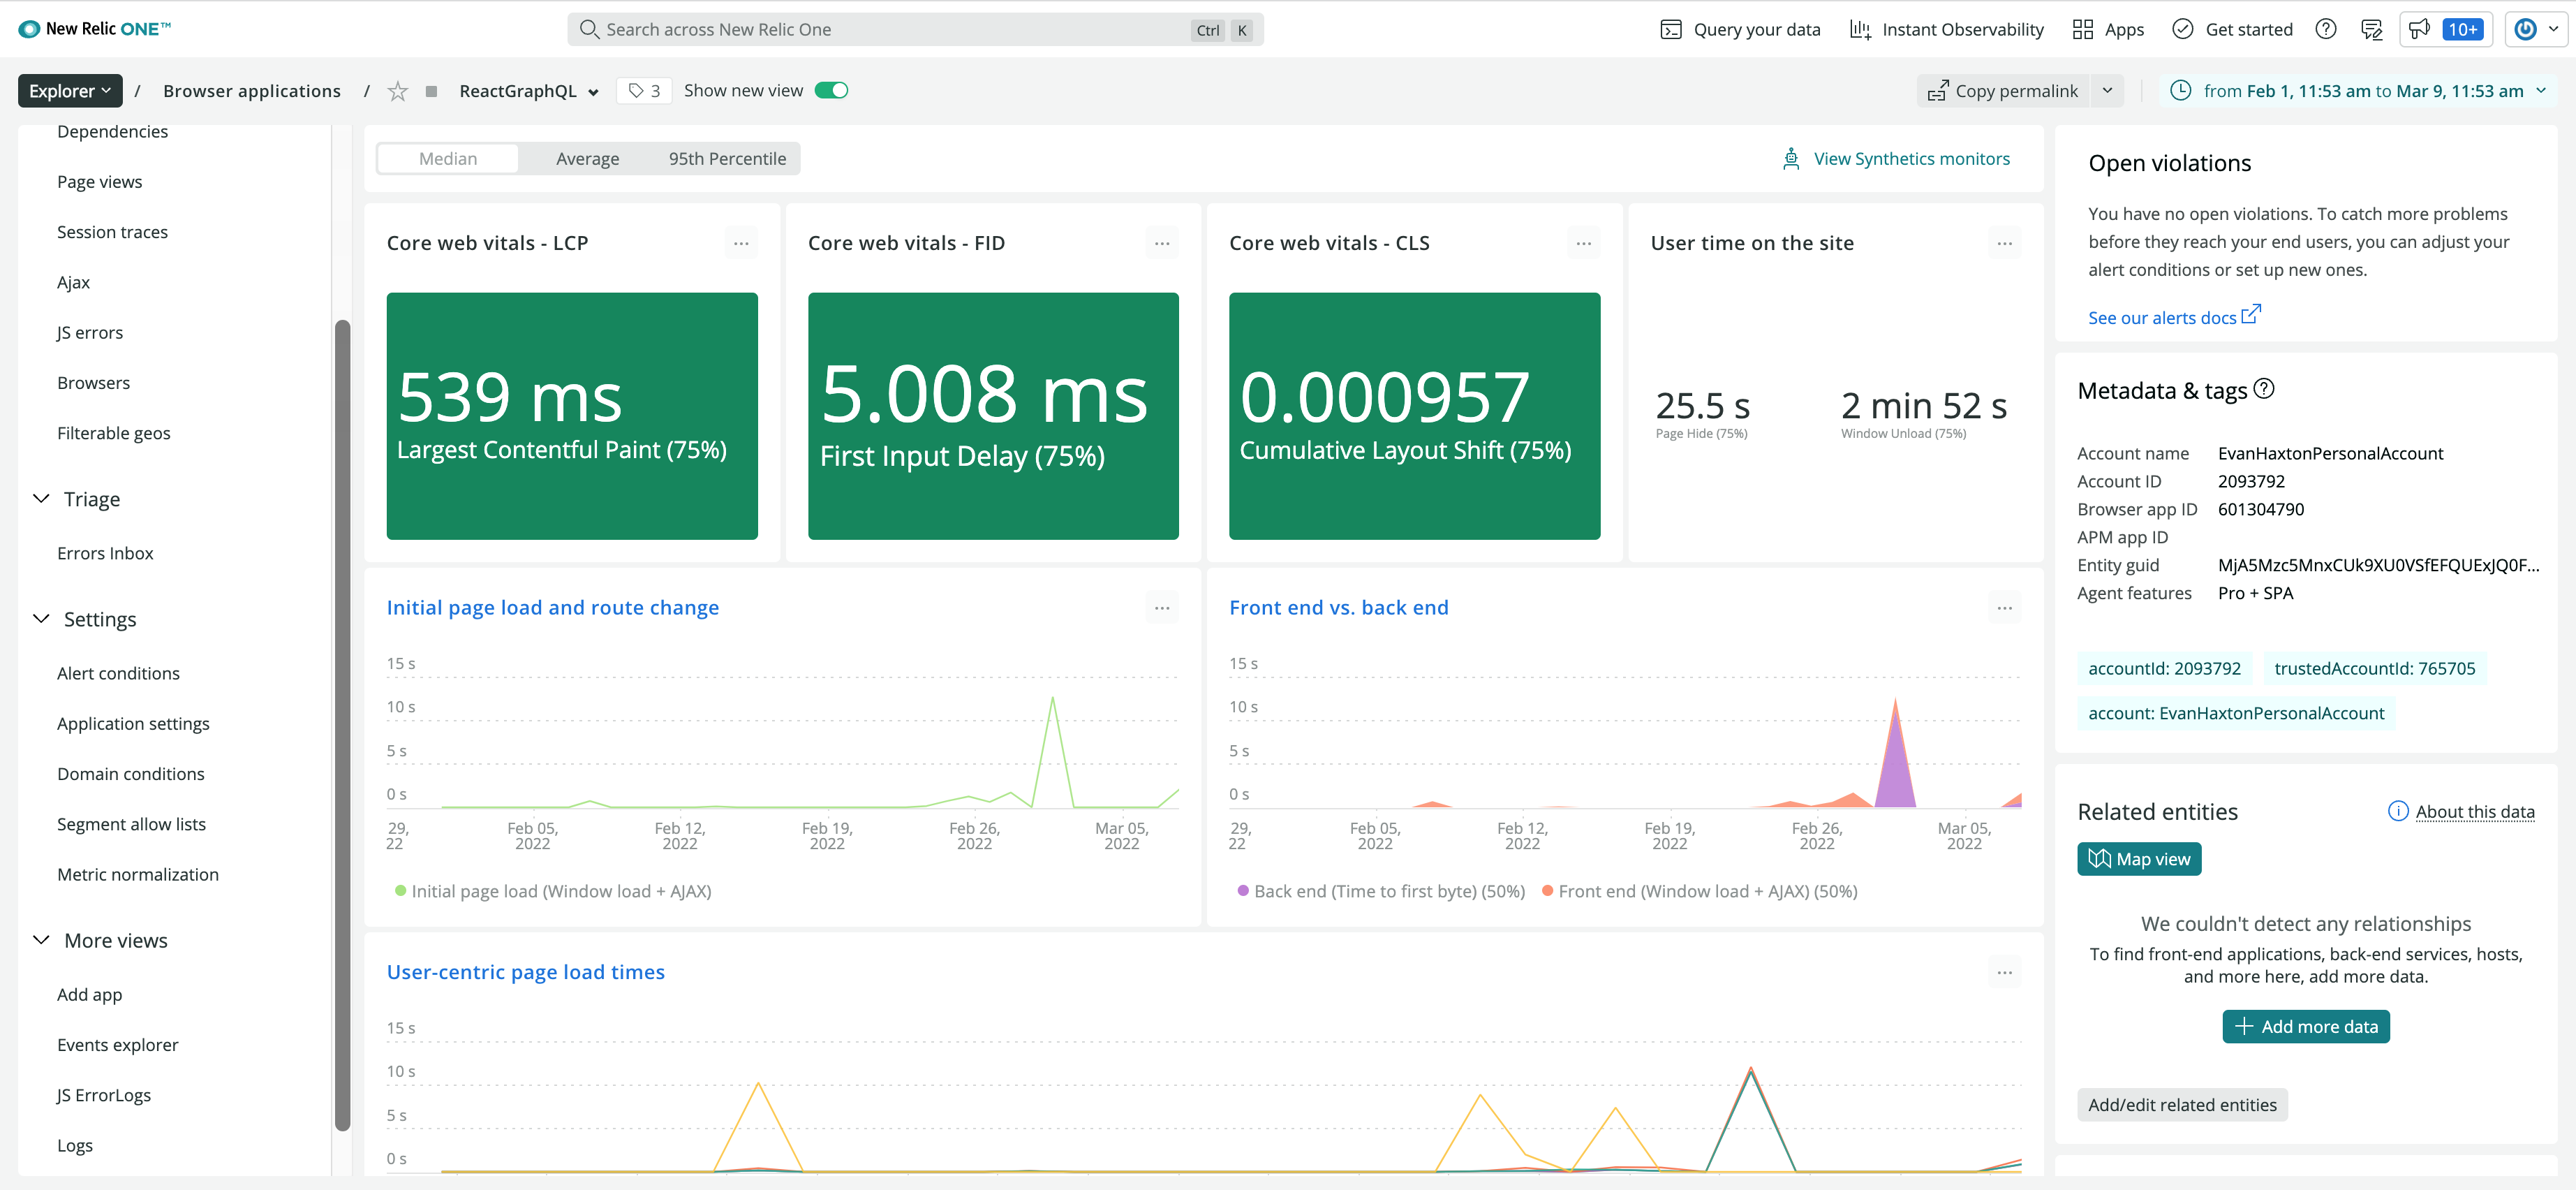 New Relic ONE™
Search across New Relic One
Ctrl K
Query your data
Instant Observability
Apps
Get started
10+
Explorer / Browser applications / ReactGraphQL 3 Show new view
Copy permalink
from Feb 1, 11:53 am to Mar 9, 11:53 am
Dependencies
Page views
Session traces
Ajax
JS errors
Browsers
Filterable geos
Triage
Errors Inbox
Settings
Alert conditions
Application settings
Domain conditions
Segment allow lists
Metric normalization
More views
Add app
Events explorer
JS ErrorLogs
Logs
Median Average 95th Percentile
View Synthetics monitors
Core web vitals - LCP
539 ms
Largest Contentful Paint (75%)
Core web vitals - FID
5.008 ms
First Input Delay (75%)
Core web vitals - CLS
0.000957
Cumulative Layout Shift (75%)
User time on the site
25.5 s
Page Hide (75%)
2 min 52 s
Window Unload (75%)
Initial page load and route change
15 s
10 s
5 s
0 s
29, Feb 05, Feb 12, Feb 19, Feb 26, Mar 05,
22 2022 2022 2022 2022 2022
Initial page load (Window load + AJAX)
Front end vs. back end
15 s
10 s
5 s
0 s
29, Feb 05, Feb 12, Feb 19, Feb 26, Mar 05,
22 2022 2022 2022 2022 2022
Back end (Time to first byte) (50%) Front end (Window load + AJAX) (50%)
User-centric page load times
15 s
10 s
5 s
0 s
Open violations
You have no open violations. To catch more problems
before they reach your end users, you can adjust your
alert conditions or set up new ones.
See our alerts docs
Metadata & tags
Account name EvanHaxtonPersonalAccount
Account ID 2093792
Browser app ID 601304790
APM app ID
Entity guid MjA5Mzc5MnxCUk9XU0VSfEFQUExJQ0F...
Agent features Pro + SPA
accountId: 2093792 trustedAccountId: 765705
account: EvanHaxtonPersonalAccount
Related entities
About this data
Map view
We couldn't detect any relationships
To find front-end applications, back-end services, hosts,
and more here, add more data.
Add more data
Add/edit related entities